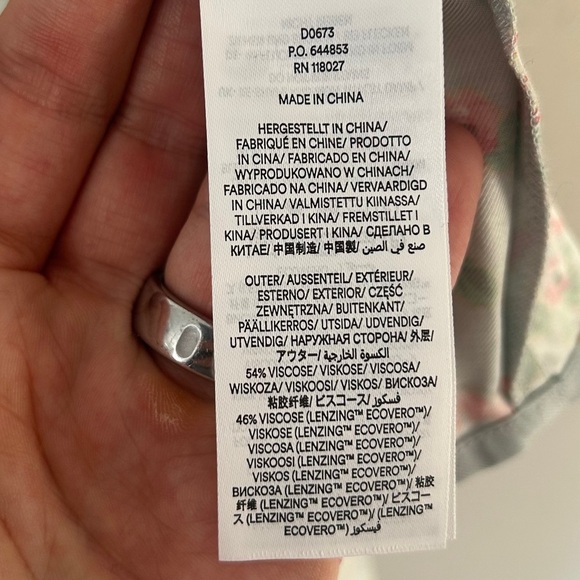 D0673
P.O. 644853
RN 118027
MADE IN CHINA
HERGESTELLT IN CHINA/
FABRIQUÉ EN CHINE/ PRODOTTO
IN CINA/ FABRICADO EN CHINA/
WYPRODUKOWANO W CHINACH/
FABRICADO NA CHINA/ VERVAARDIGD
IN CHINA/ VALMISTETTU KIINASSA/
TILLVERKAD I KINA/ FREMSTILLET I
KINA/ PRODUSERT I KINA/ СДЕЛАНО В
КИТАЕ/ 中国制造/ 中国製/ صنع في الصين
OUTER/ AUSSENTEIL/ EXTÉRIEUR/
ESTERNO/ EXTERIOR/ CZĘŚĆ
ZEWNĘTRZNA/ BUITENKANT/
PÄÄLLIKERROS/ UTSIDA/ UDVENDIG/
UTVENDIG/ НАРУЖНАЯ СТОРОНА/ 外层/
アウター/ الكسوة الخارجية/
54% VISCOSE/ VISKOSE/ VISCOSA/
WISKOZA/ VISKOOSI/ VISKOS/ ВИСКОЗА/
粘胶纤维/ ビスコース/ فسكوز/
46% VISCOSE (LENZING™ ECOVERO™)/
VISKOSE (LENZING™ ECOVERO™)/
VISCOSA (LENZING™ ECOVERO™)/
VISKOOSI (LENZING™ ECOVERO™)/
VISKOS (LENZING™ ECOVERO™)/
ВИСКОЗА (LENZING™ ECOVERO™)/ 粘胶
纤维 (LENZING™ ECOVERO™)/ ビスコー
ス (LENZING™ ECOVERO™)/ (LENZING™
ECOVERO™) فيسكوز